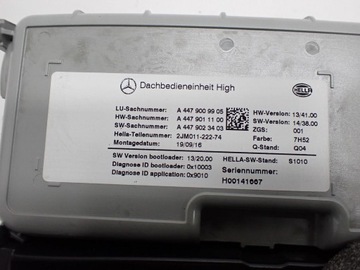 Dachbedieneinheit High
HELLA
LU-Sachnummer: A 447 900 99 05
HW-Sachnummer: A 447 901 11 00
SW-Sachnummer: A 447 902 34 03
Hella-Teilenummer: 2JM011-222-74
Montagedatum: 19/09/16
HW-Version: 13/41.00
SW-Version: 14/38.00
ZGS: 001
Farbe: 7H52
Q-Stand: Q04
SW Version bootloader: 13/20.00
Diagnose ID bootloader: 0x10003
Diagnose ID application: 0x9010
HELLA-SW-Stand: S1010
Seriennummer:
H00141667